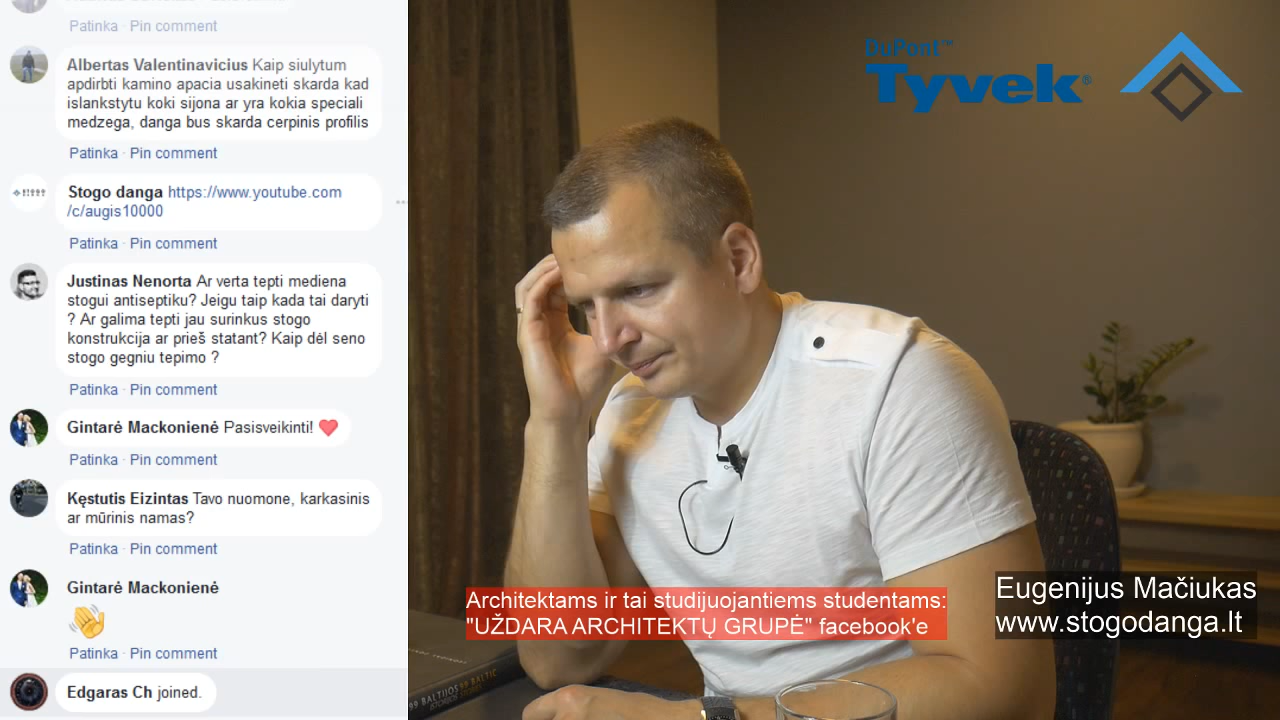 Patinka · Pin comment
Albertas Valentinavicius Kaip siulytum
apdirbti kamino apacia usakineti skarda kad
islankstytu koki sijona ar yra kokia speciali
medzega, danga bus skarda cerpinis profilis
Patinka · Pin comment
Stogo danga https://www.youtube.com
/c/augis10000
Patinka · Pin comment
Justinas Nenorta Ar verta tepti mediena
stogui antiseptiku? Jeigu taip kada tai daryti
? Ar galima tepti jau surinkus stogo
konstrukcija ar prieš statant? Kaip dėl seno
stogo gegniu tepimo ?
Patinka · Pin comment
Gintarė Mackonienė Pasisveikinti! ❤
Patinka · Pin comment
Kęstutis Eizintas Tavo nuomone, karkasinis
ar mūrinis namas?
Patinka · Pin comment
Gintarė Mackonienė
👋
Patinka · Pin comment
Edgaras Ch joined.
DuPont™
Tyvek®
Architektams ir tai studijuojantiems studentams:
"UŽDARA ARCHITEKTŲ GRUPĖ" facebook'e
Eugenijus Mačiukas
www.stogodanga.lt
99 BALTIJOS
99 BALTIC